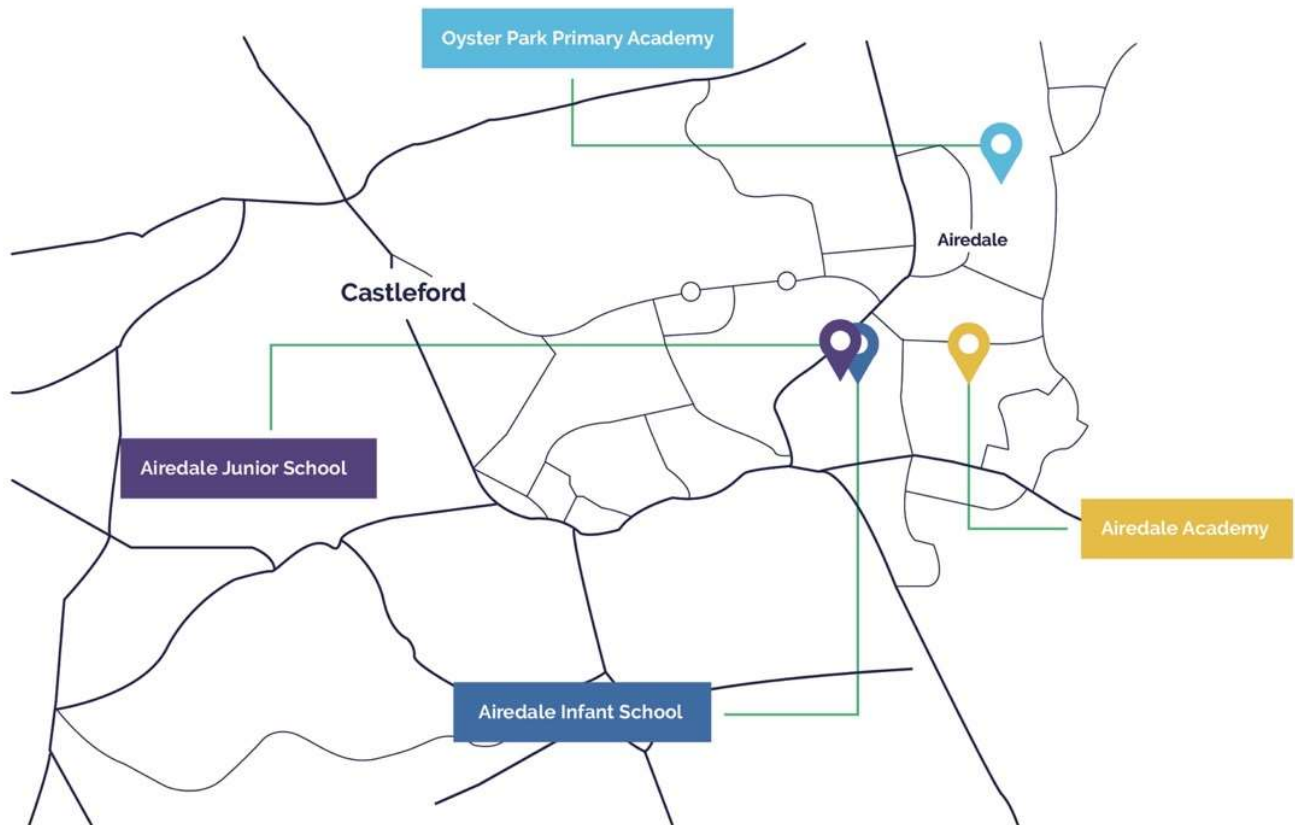 Oyster Park Primary Academy
Airedale
Castleford
Airedale Junior School
Airedale Academy
Airedale Infant School